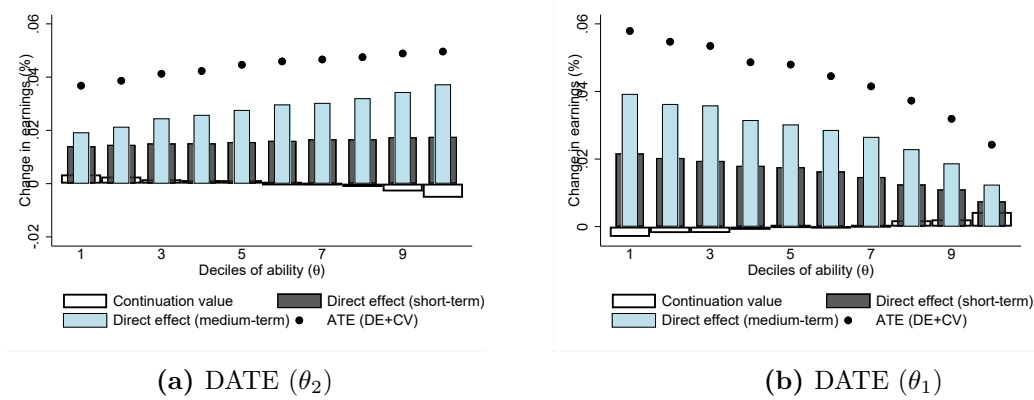 Change in earnings (%)
.06
.04
.02
0
-.02
1
3
5
7
9
Deciles of ability (θ)
Continuation value
Direct effect (short-term)
Direct effect (medium-term)
ATE (DE+CV)
(a) DATE (θ₂)
Change in earnings (%)
.06
.04
.02
0
1
3
5
7
9
Deciles of ability (θ)
Continuation value
Direct effect (short-term)
Direct effect (medium-term)
ATE (DE+CV)
(b) DATE (θ₁)